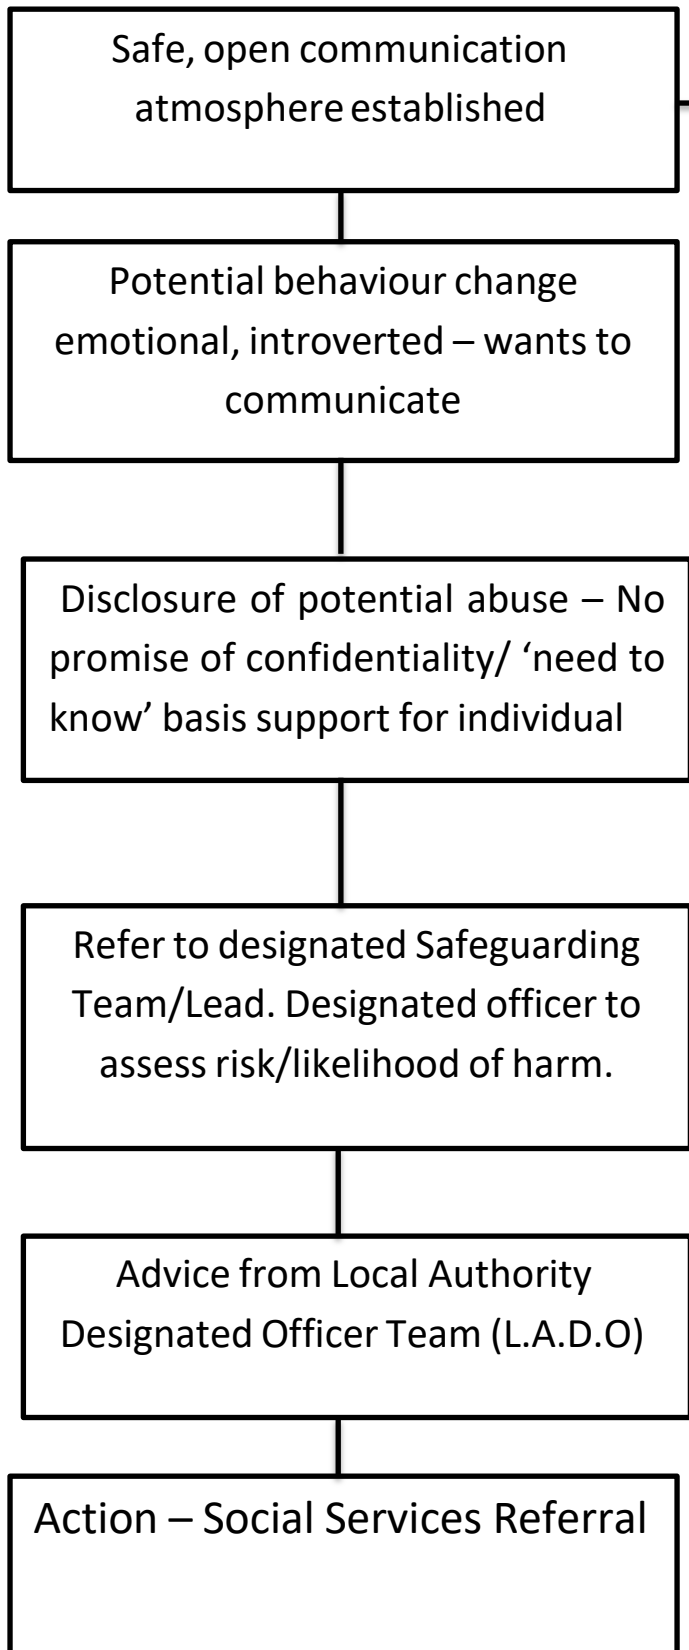 Safe, open communication
atmosphere established
Potential behaviour change
emotional, introverted – wants to
communicate
Disclosure of potential abuse – No
promise of confidentiality/ ‘need to
know’ basis support for individual
Refer to designated Safeguarding
Team/Lead. Designated officer to
assess risk/likelihood of harm.
Advice from Local Authority
Designated Officer Team (L.A.D.O)
Action – Social Services Referral